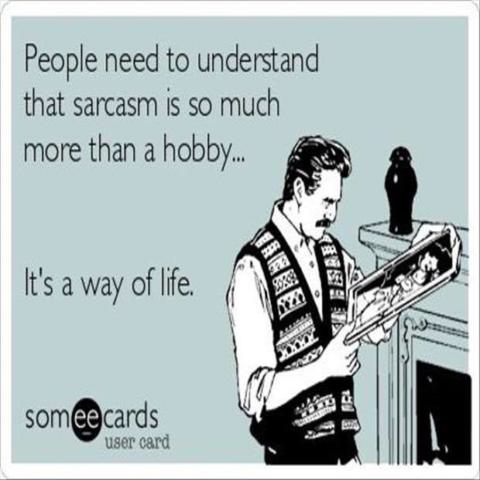 People need to understand
that sarcasm is so much
more than a hobby...
It's a way of life.
someecards
user card